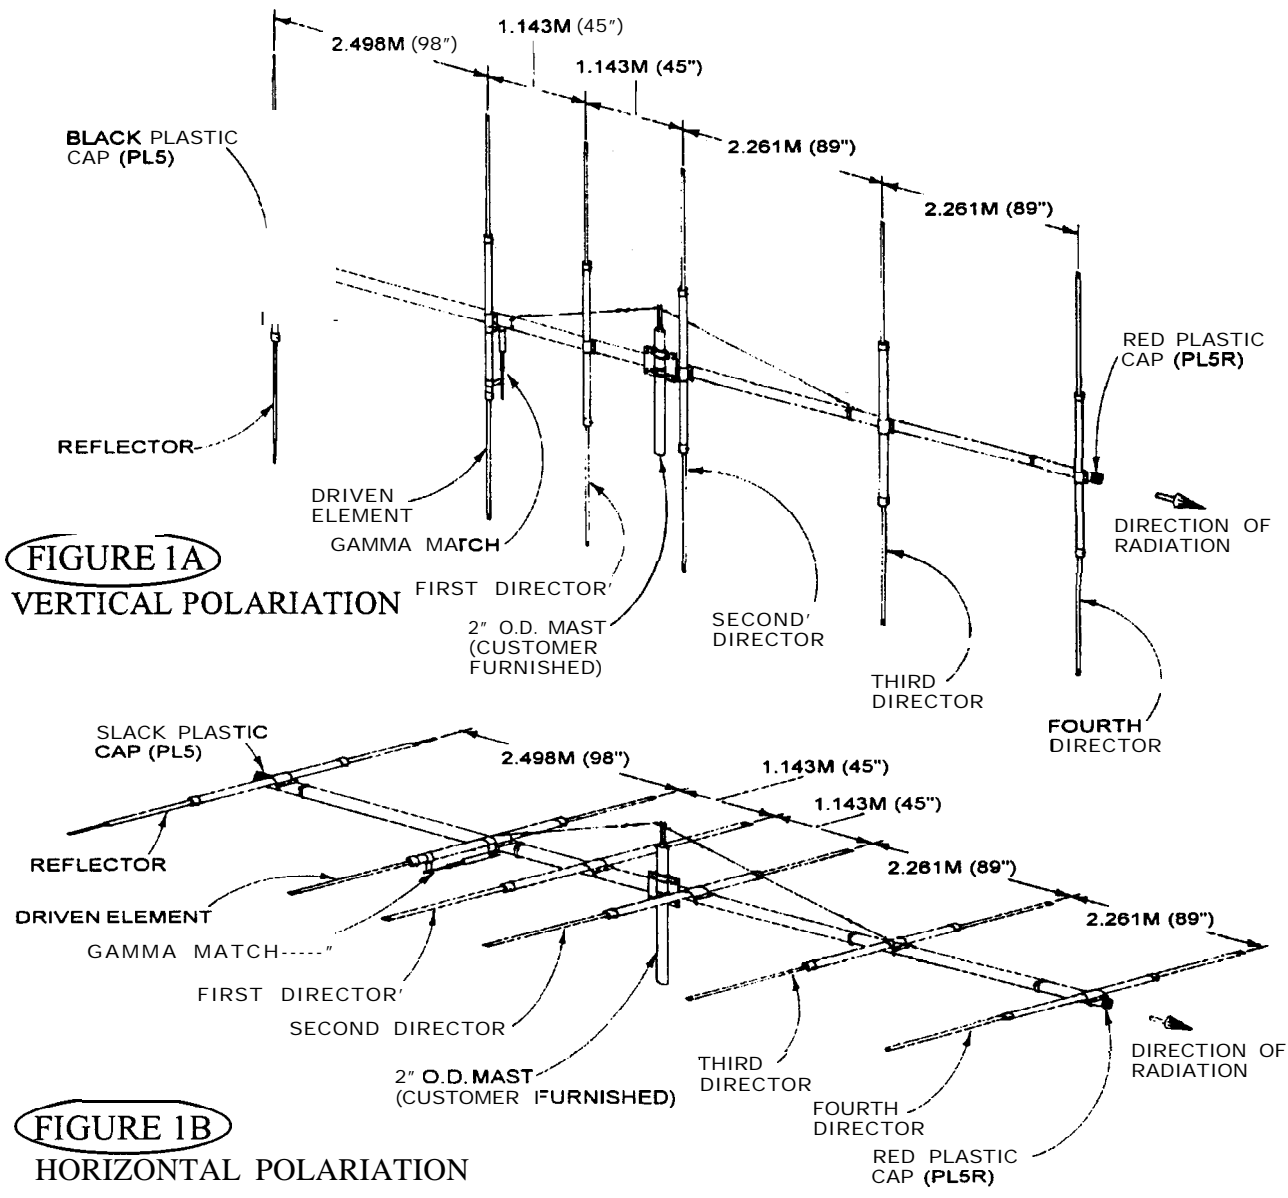 2.498M (98")
1.143M (45")
1.143M (45")
2.261M (89")
2.261M (89")
BLACK PLASTIC
CAP (PL5)
RED PLASTIC
CAP (PL5R)
REFLECTOR
DRIVEN
ELEMENT
GAMMA MATCH
FIRST DIRECTOR'
2" O.D. MAST
(CUSTOMER
FURNISHED)
SECOND'
DIRECTOR
THIRD
DIRECTOR
FOURTH
DIRECTOR
DIRECTION OF
RADIATION
FIGURE 1A
VERTICAL POLARIATION
SLACK PLASTIC
CAP (PL5)
2.498M (98")
1.143M (45")
1.143M (45")
2.261M (89")
2.261M (89")
REFLECTOR
DRIVEN ELEMENT
GAMMA MATCH-----"
FIRST DIRECTOR'
SECOND DIRECTOR
2" O.D. MAST
(CUSTOMER FURNISHED)
THIRD
DIRECTOR
FOURTH
DIRECTOR
RED PLASTIC
CAP (PL5R)
DIRECTION OF
RADIATION
FIGURE 1B
HORIZONTAL POLARIATION